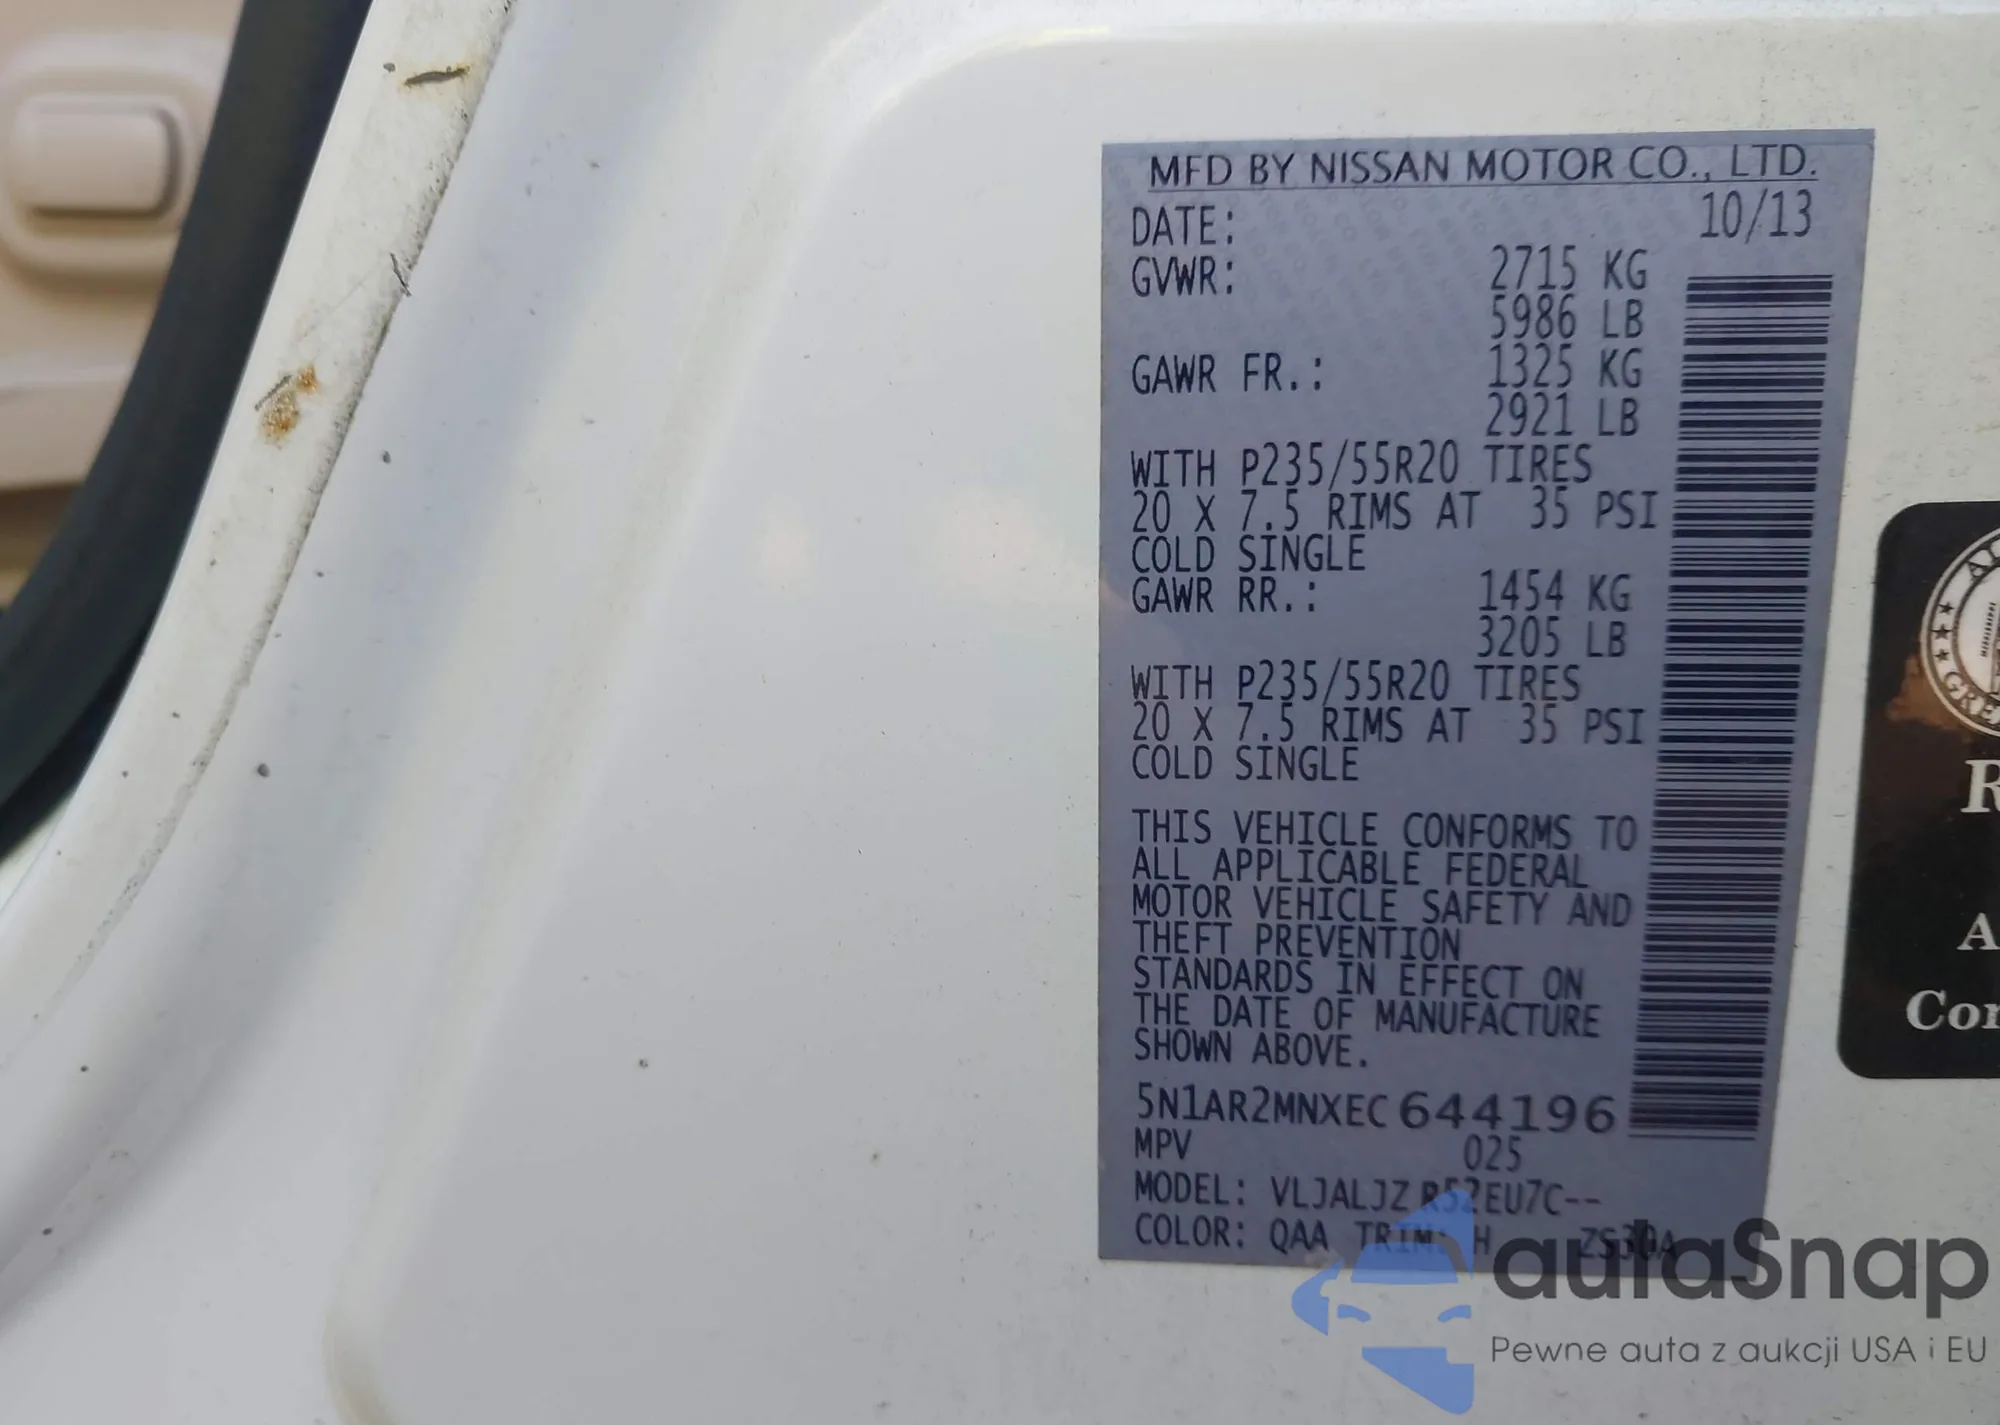 MFD BY NISSAN MOTOR CO., LTD.
DATE: 10/13
GVWR: 2715 KG
5986 LB
GAWR FR.: 1325 KG
2921 LB
WITH P235/55R20 TIRES
20 X 7.5 RIMS AT 35 PSI
COLD SINGLE
GAWR RR.: 1454 KG
3205 LB
WITH P235/55R20 TIRES
20 X 7.5 RIMS AT 35 PSI
COLD SINGLE
THIS VEHICLE CONFORMS TO
ALL APPLICABLE FEDERAL
MOTOR VEHICLE SAFETY AND
THEFT PREVENTION
STANDARDS IN EFFECT ON
THE DATE OF MANUFACTURE
SHOWN ABOVE.
5N1AR2MNXEC644196
MPV 025
MODEL: VLJALJZ R52EU7C--
COLOR: QAA TRIM: H ZS30A
autaSnap
Pewne auta z aukcji USA i EU